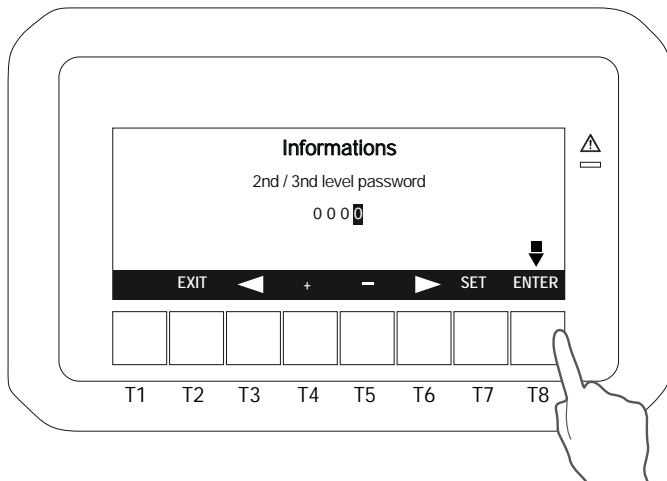 Informations
2nd / 3nd level password
0 0 0 0
EXIT + - SET ENTER
T1 T2 T3 T4 T5 T6 T7 T8